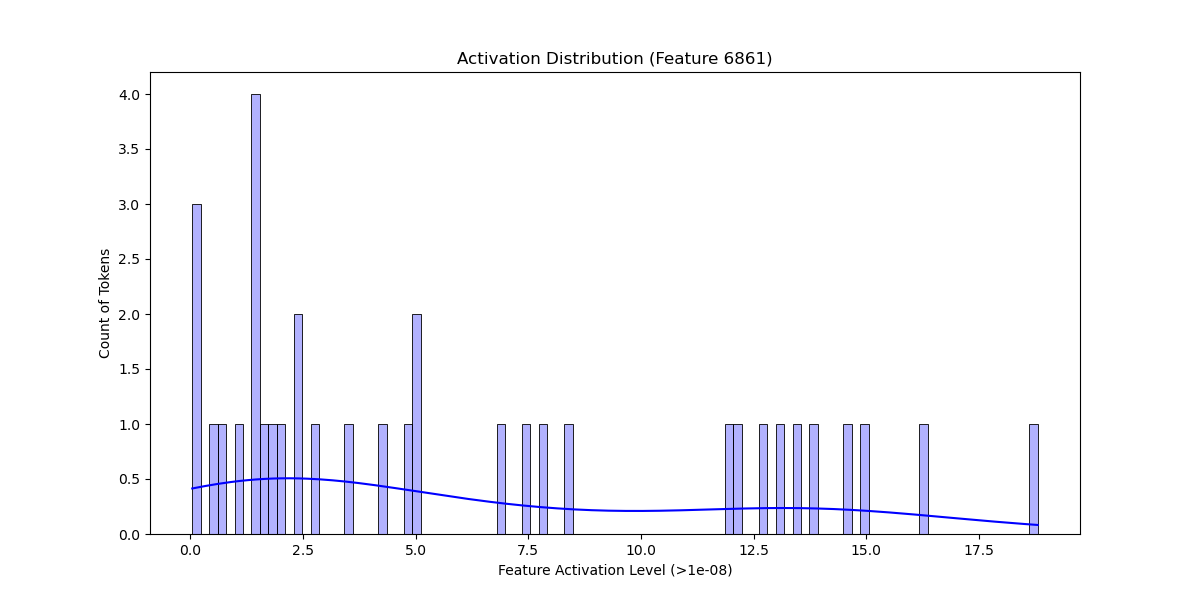 Activation Distribution (Feature 6861)
4.0
3.5
3.0
2.5
2.0
1.5
1.0
0.5
0.0
Count of Tokens
0.0 2.5 5.0 7.5 10.0 12.5 15.0 17.5
Feature Activation Level (>1e-08)